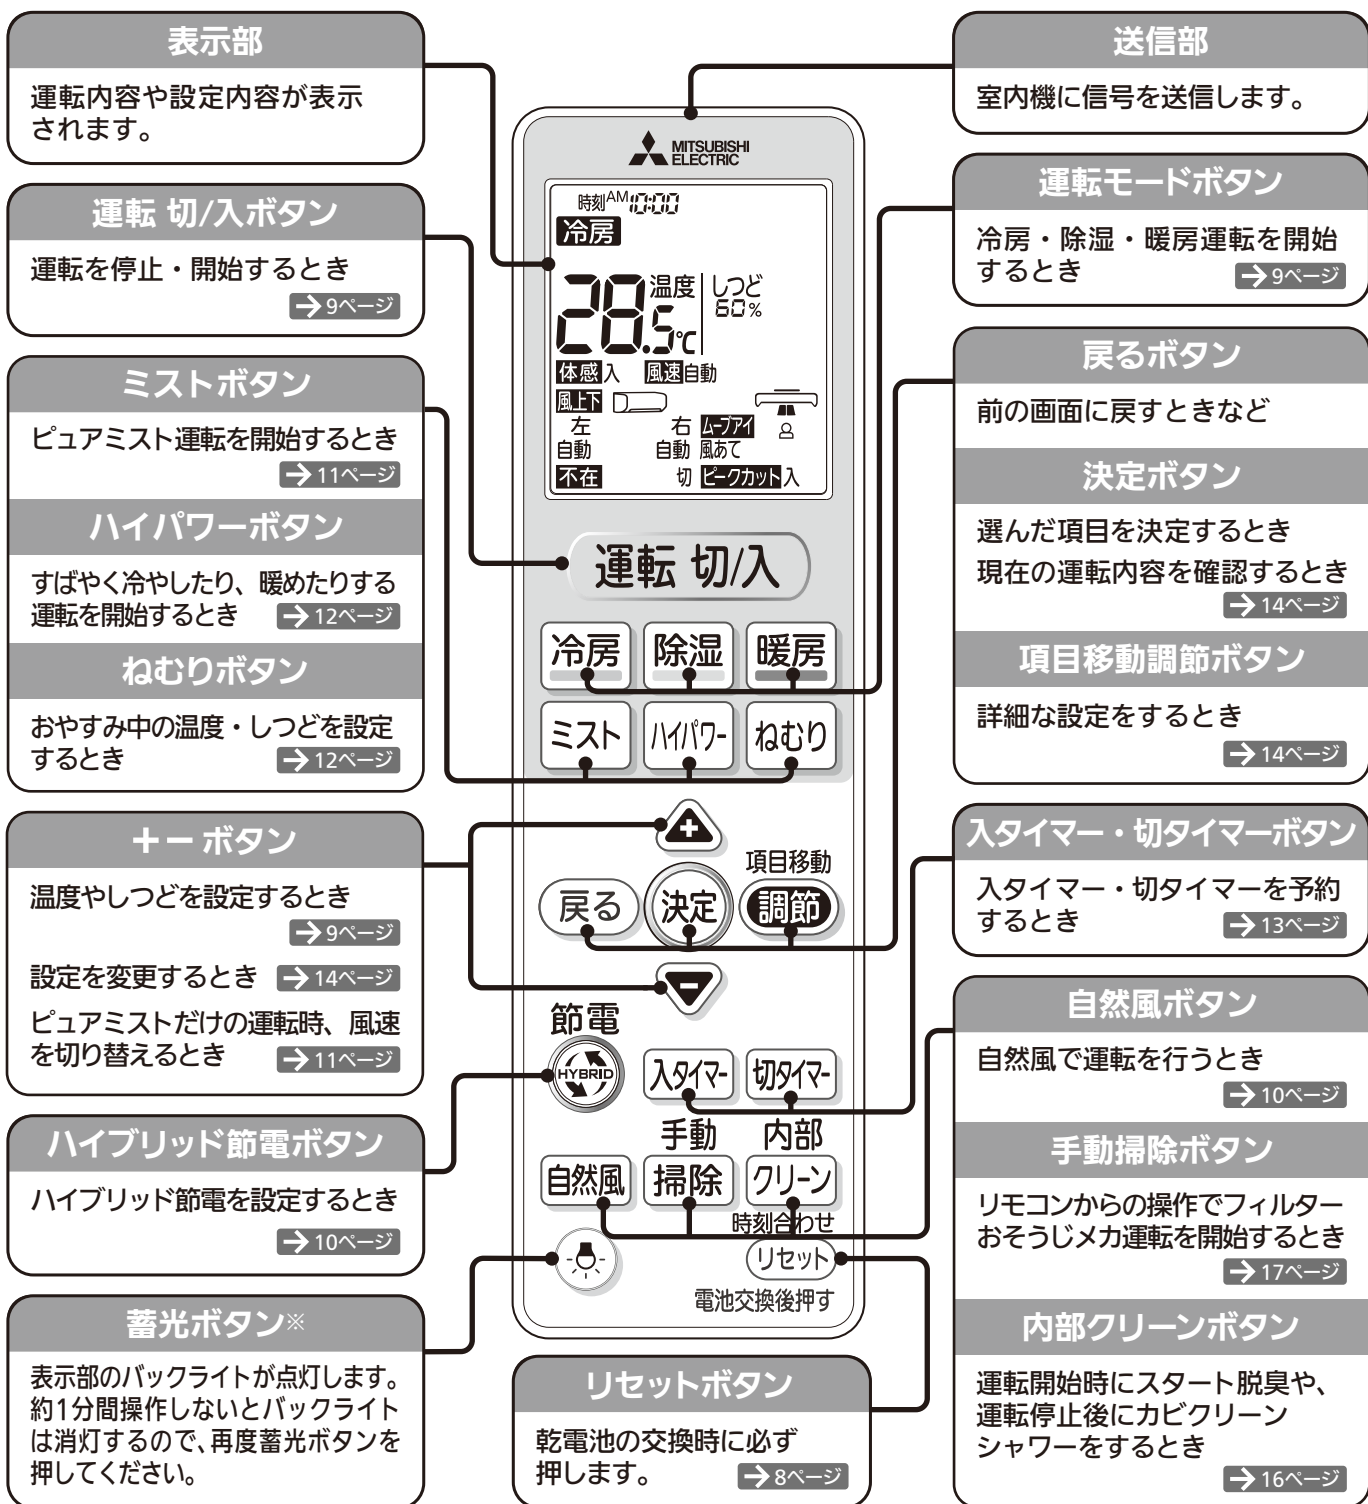 表示部
運転内容や設定内容が表示
されます。
運転 切/入ボタン
運転を停止・開始するとき
→9ページ
ミストボタン
ピュアミスト運転を開始するとき
→11ページ
ハイパワーボタン
すばやく冷やしたり、暖めたりする
運転を開始するとき →12ページ
ねむりボタン
おやすみ中の温度・しつどを設定
するとき →12ページ
＋－ ボタン
温度やしつどを設定するとき
→9ページ
設定を変更するとき →14ページ
ピュアミストだけの運転時、風速
を切り替えるとき →11ページ
ハイブリッド節電ボタン
ハイブリッド節電を設定するとき
→10ページ
蓄光ボタン※
表示部のバックライトが点灯します。
約1分間操作しないとバックライト
は消灯するので、再度蓄光ボタンを
押してください。
MITSUBISHI
ELECTRIC
時刻AM10:00
冷房
28.5℃ 温度 しつど
60%
体感入 風速自動
風上下
左 右 ムーブアイ
自動 自動 風あて
不在 切 ピークカット入
運転 切/入
冷房 除湿 暖房
ミスト ハイパワー ねむり
+
項目移動
戻る 決定 調節
-
節電
HYBRID 入タイマー 切タイマー
手動 内部
自然風 掃除 クリーン
時刻合わせ
リセット
電池交換後押す
リセットボタン
乾電池の交換時に必ず
押します。 →8ページ
送信部
室内機に信号を送信します。
運転モードボタン
冷房・除湿・暖房運転を開始
するとき →9ページ
戻るボタン
前の画面に戻すときなど
決定ボタン
選んだ項目を決定するとき
現在の運転内容を確認するとき
→14ページ
項目移動調節ボタン
詳細な設定をするとき
→14ページ
入タイマー・切タイマーボタン
入タイマー・切タイマーを予約
するとき →13ページ
自然風ボタン
自然風で運転を行うとき
→10ページ
手動掃除ボタン
リモコンからの操作でフィルター
おそうじメカ運転を開始するとき
→17ページ
内部クリーンボタン
運転開始時にスタート脱臭や、
運転停止後にカビクリーン
シャワーをするとき
→16ページ